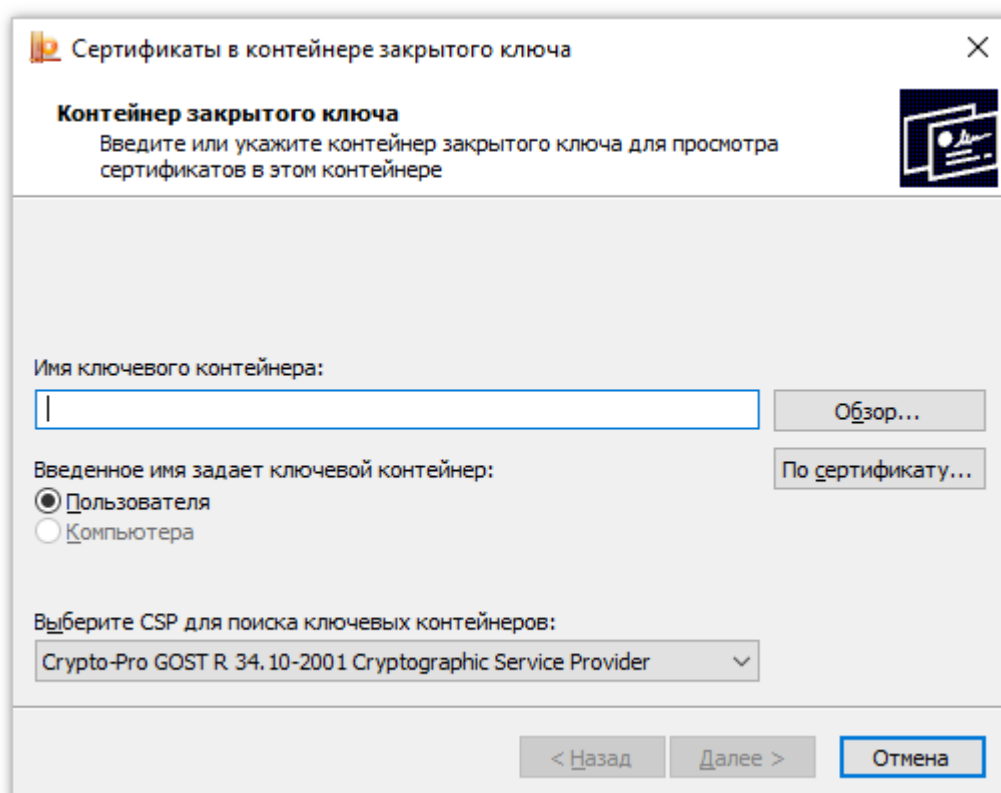 Сертификаты в контейнере закрытого ключа
Контейнер закрытого ключа
Введите или укажите контейнер закрытого ключа для просмотра
сертификатов в этом контейнере
Имя ключевого контейнера:
Обзор...
Введенное имя задает ключевой контейнер:
По сертификату...
Пользователя
Компьютера
Выберите CSP для поиска ключевых контейнеров:
Crypto-Pro GOST R 34.10-2001 Cryptographic Service Provider
< Назад
Далее >
Отмена